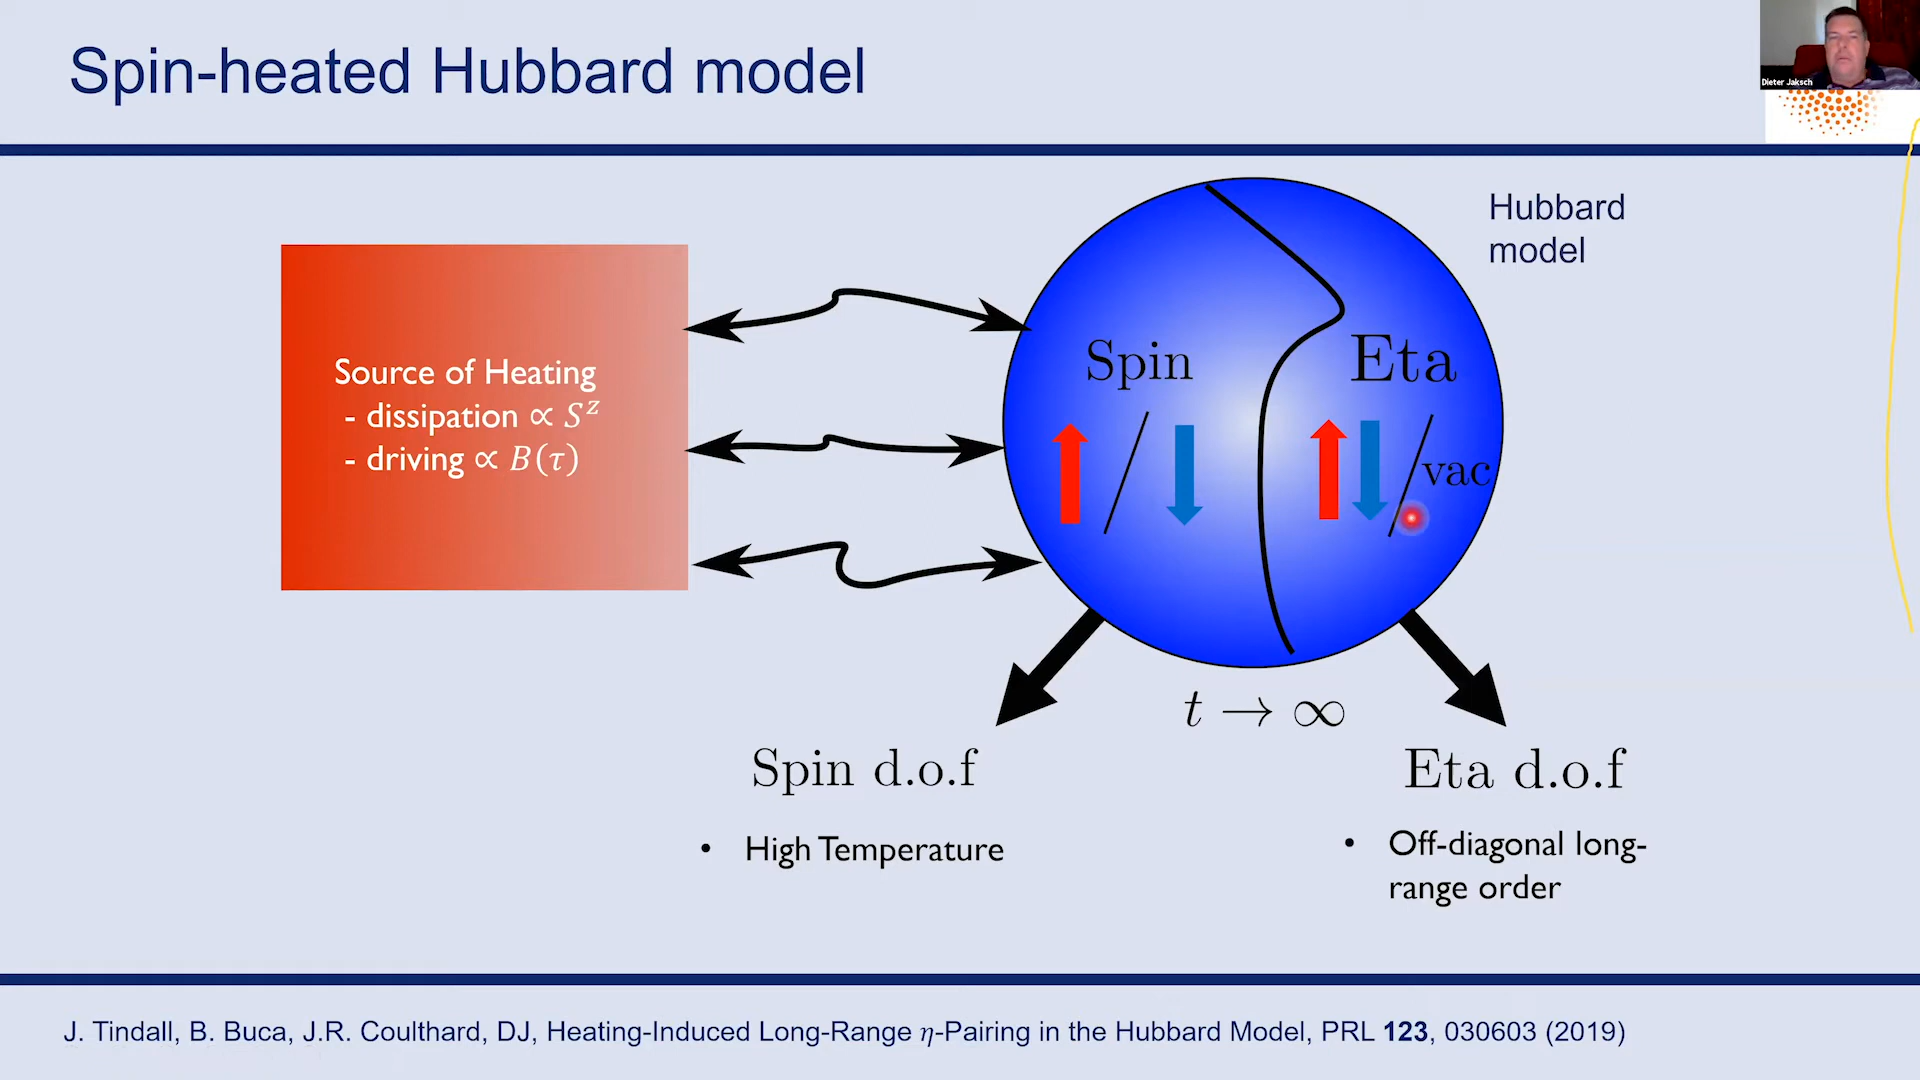 Spin-heated Hubbard model
Dieter Jaksch
Hubbard
model
Source of Heating
- dissipation ∝ S^z
- driving ∝ B(τ)
Spin
Eta
/
/vac
t → ∞
Spin d.o.f
Eta d.o.f
• High Temperature
• Off-diagonal long-
range order
J. Tindall, B. Buca, J.R. Coulthard, DJ, Heating-Induced Long-Range η-Pairing in the Hubbard Model, PRL 123, 030603 (2019)